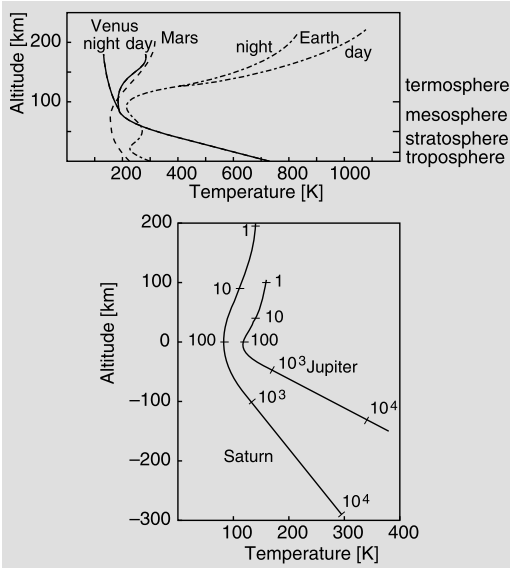 Altitude [km]
200
100
Venus
night day
Mars
night
Earth
day
termosphere
mesosphere
stratosphere
troposphere
200 400 600 800 1000
Temperature [K]
Altitude [km]
200
100
0
−100
−200
−300
1
10
100
10³
10⁴
Saturn
1
10
100
10³
Jupiter
10⁴
100 200 300 400
Temperature [K]